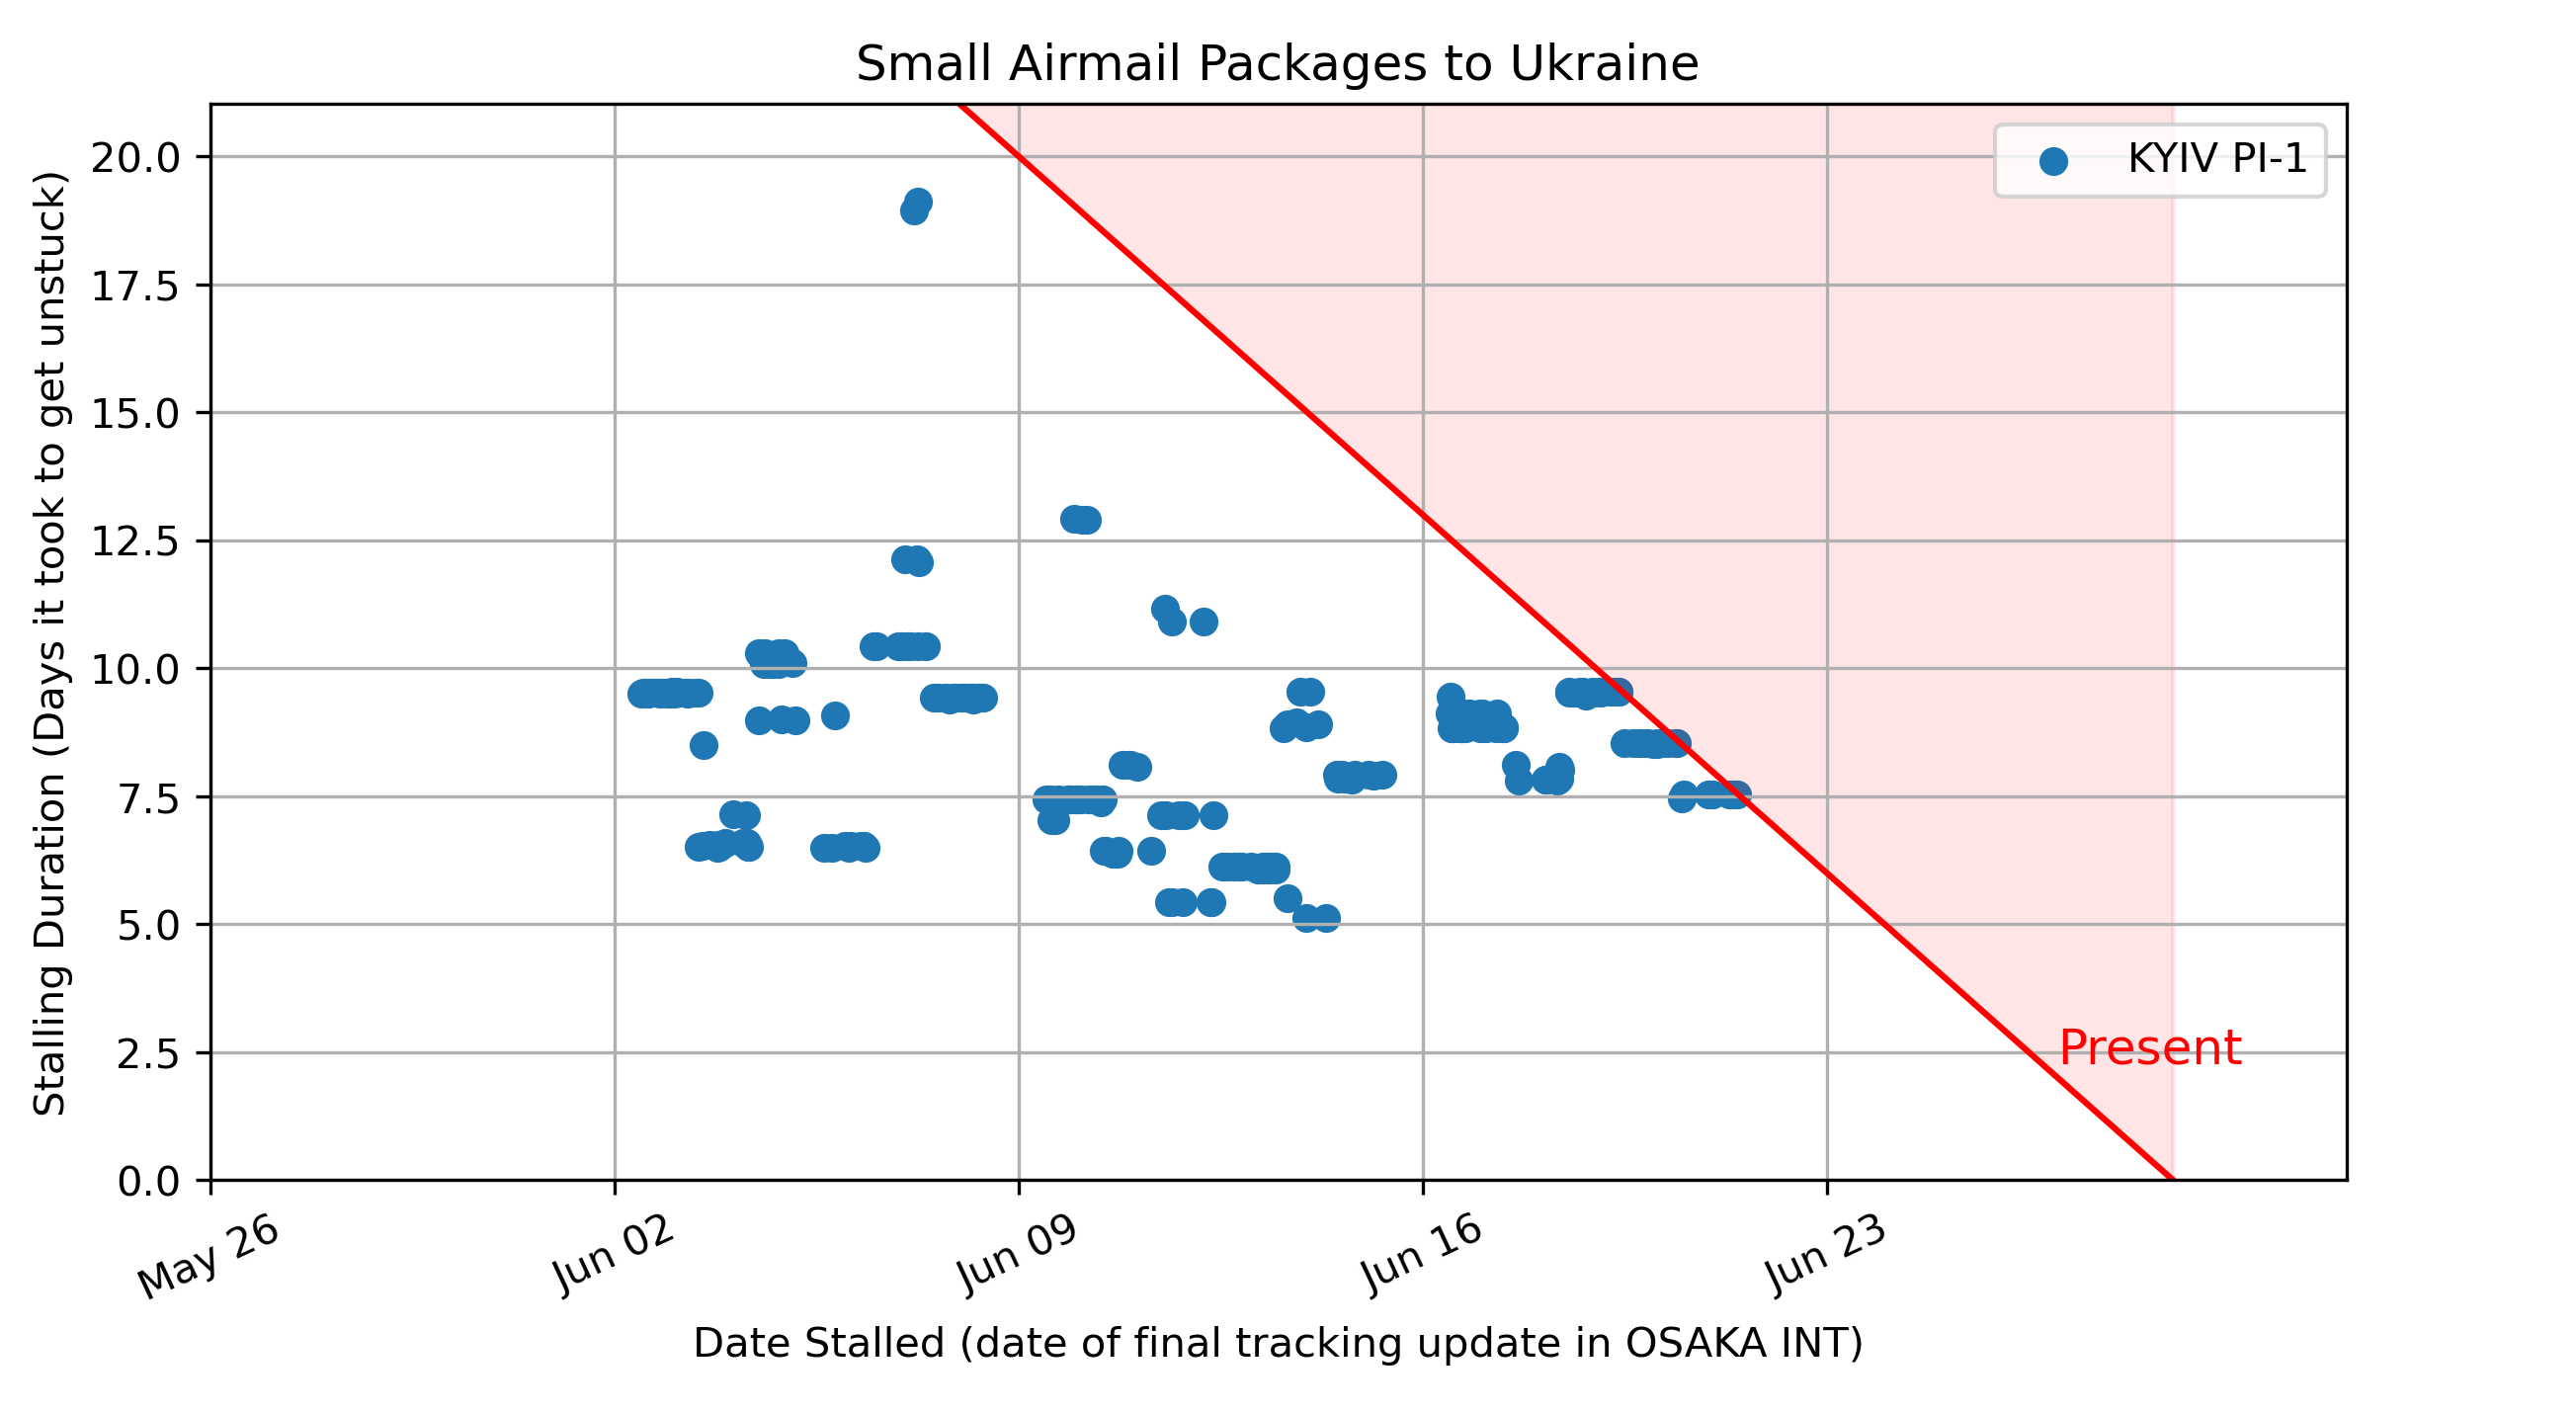 Small Airmail Packages to Ukraine
Stalling Duration (Days it took to get unstuck)
20.0
17.5
15.0
12.5
10.0
7.5
5.0
2.5
0.0
KYIV PI-1
Present
May 26
Jun 02
Jun 09
Jun 16
Jun 23
Date Stalled (date of final tracking update in OSAKA INT)